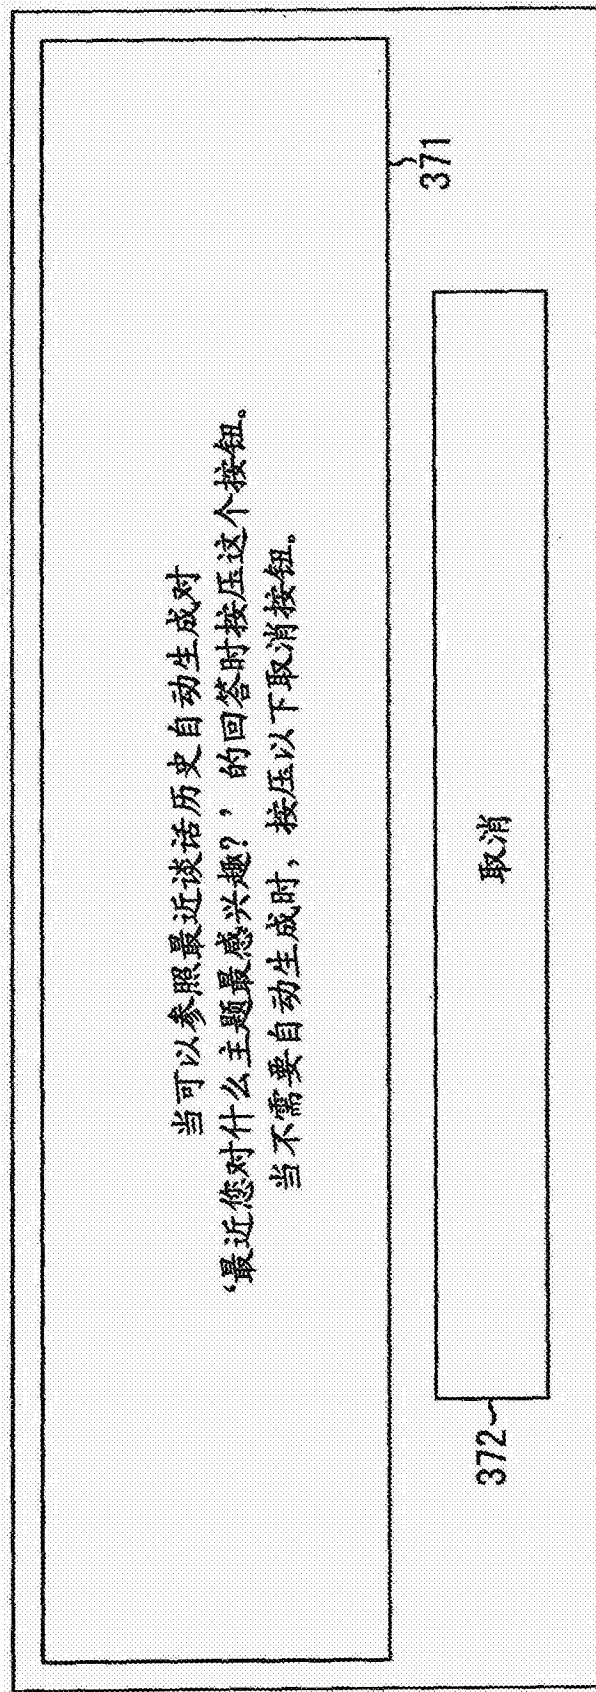 当可以参照最近谈话历史自动生成对
‘最近您对什么主题最感兴趣?’的回答时按压这个按钮。
当不需要自动生成时，按压以下取消按钮。
371
取消
372